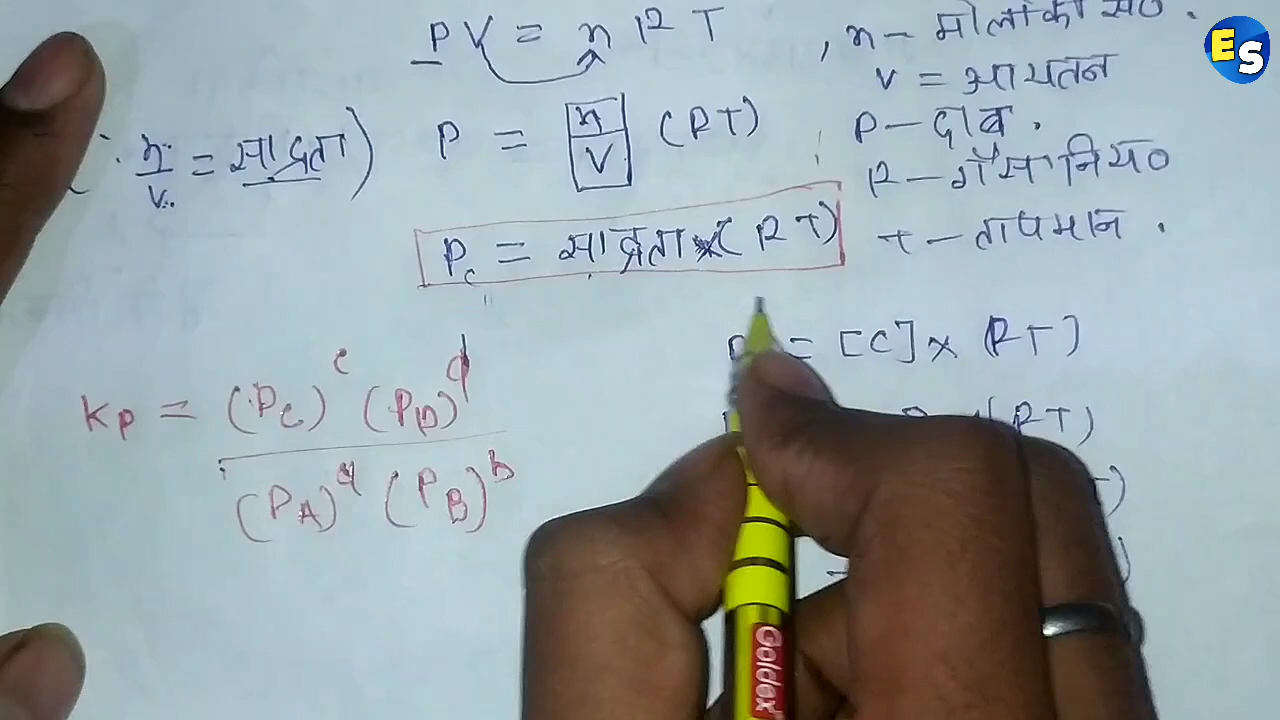 PV = nRT
, n - मोलों की सं० .
V = आयतन
(∵ n/v = सांद्रता)
P = n/V (RT)
P - दाब .
R - गैस निय०
T - तापमान .
Pc = सांद्रता × (RT)
= [C] × (RT)
Kp = (PC)^c (PD)^d / (PA)^a (PB)^b
(RT)
Goldex
ES